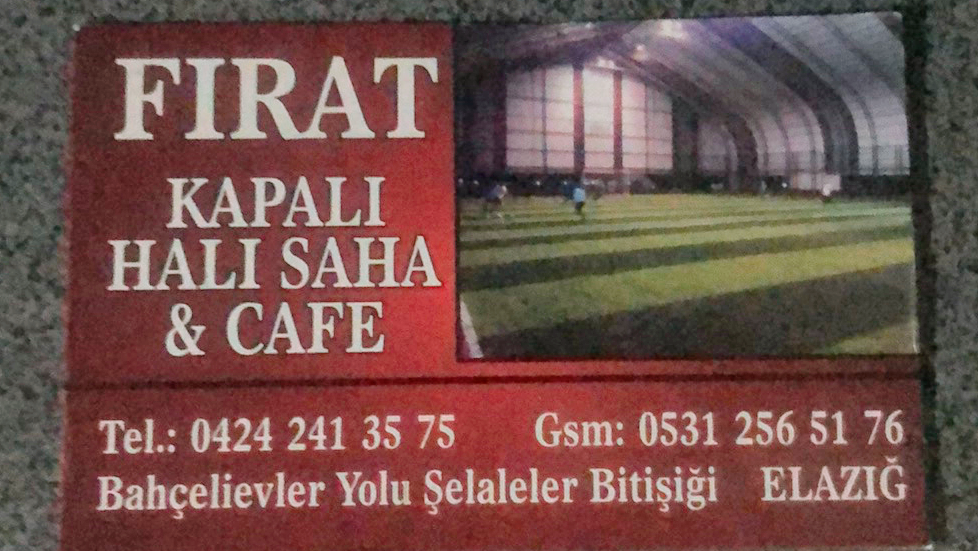 FIRAT
KAPALI
HALI SAHA
& CAFE
Tel.: 0424 241 35 75 Gsm: 0531 256 51 76
Bahçelievler Yolu Şelaleler Bitişiği ELAZIĞ